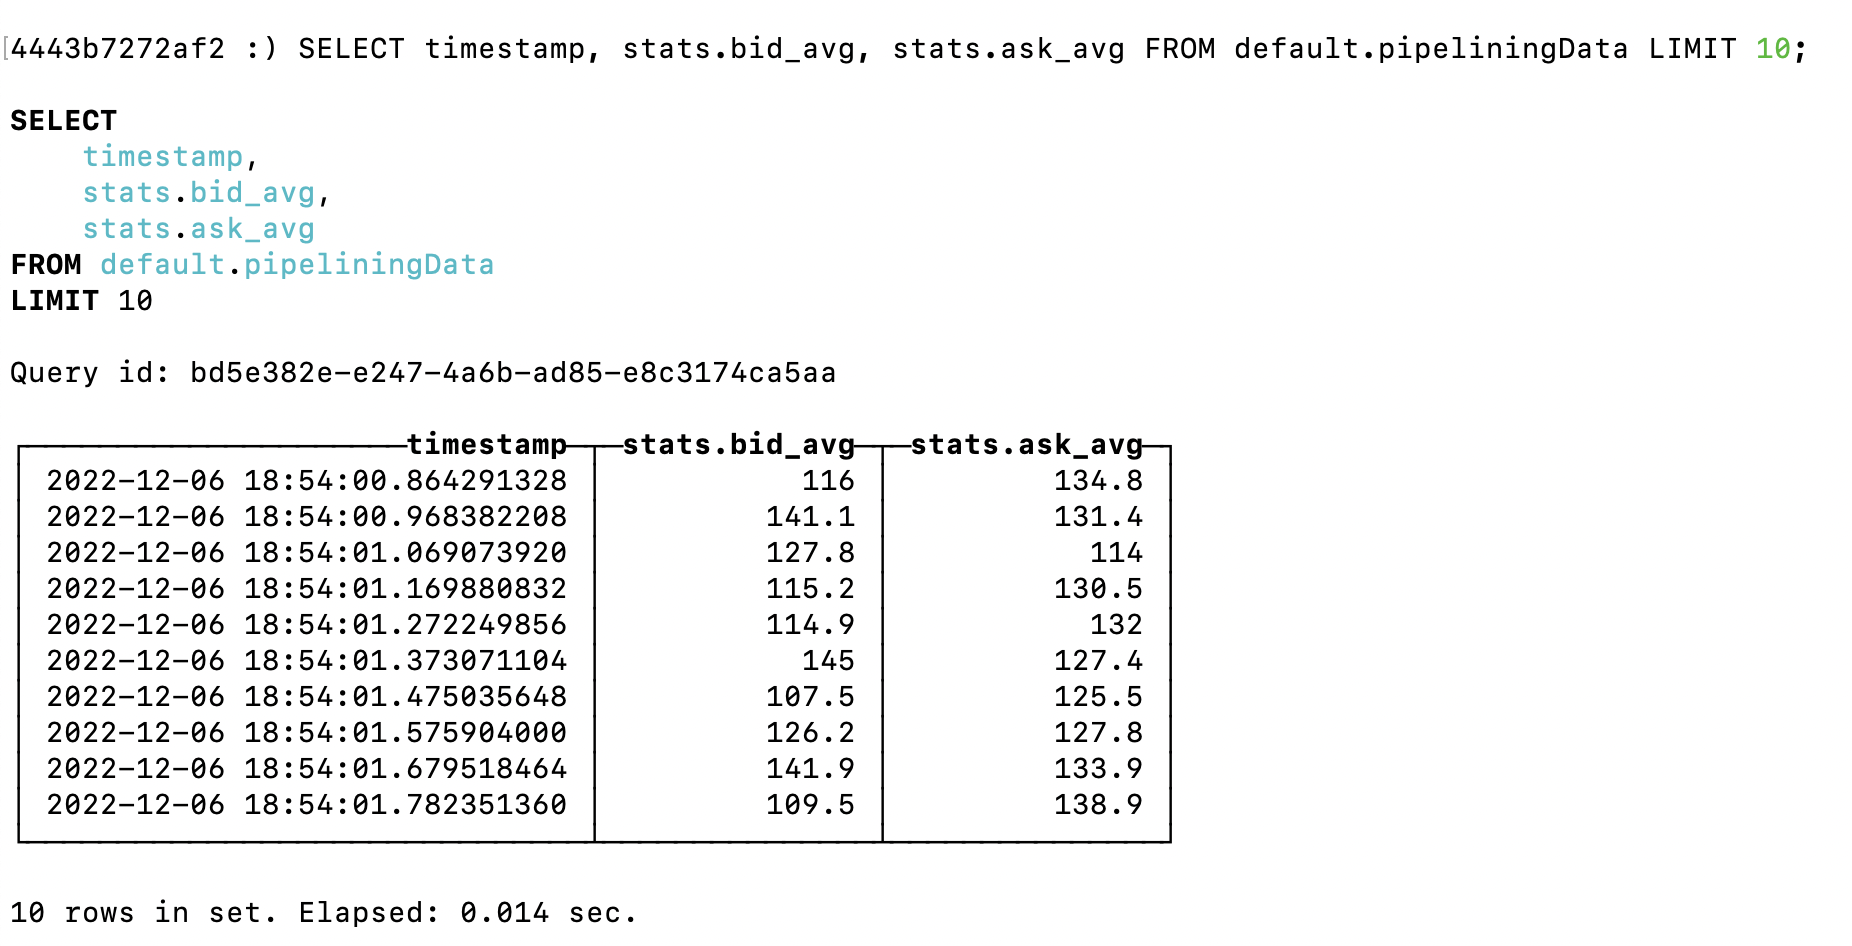 [4443b7272af2 :) SELECT timestamp, stats.bid_avg, stats.ask_avg FROM default.pipeliningData LIMIT 10;
SELECT
timestamp,
stats.bid_avg,
stats.ask_avg
FROM default.pipeliningData
LIMIT 10
Query id: bd5e382e-e247-4a6b-ad85-e8c3174ca5aa
timestamp stats.bid_avg stats.ask_avg
2022-12-06 18:54:00.864291328 116 134.8
2022-12-06 18:54:00.968382208 141.1 131.4
2022-12-06 18:54:01.069073920 127.8 114
2022-12-06 18:54:01.169880832 115.2 130.5
2022-12-06 18:54:01.272249856 114.9 132
2022-12-06 18:54:01.373071104 145 127.4
2022-12-06 18:54:01.475035648 107.5 125.5
2022-12-06 18:54:01.575904000 126.2 127.8
2022-12-06 18:54:01.679518464 141.9 133.9
2022-12-06 18:54:01.782351360 109.5 138.9
10 rows in set. Elapsed: 0.014 sec.